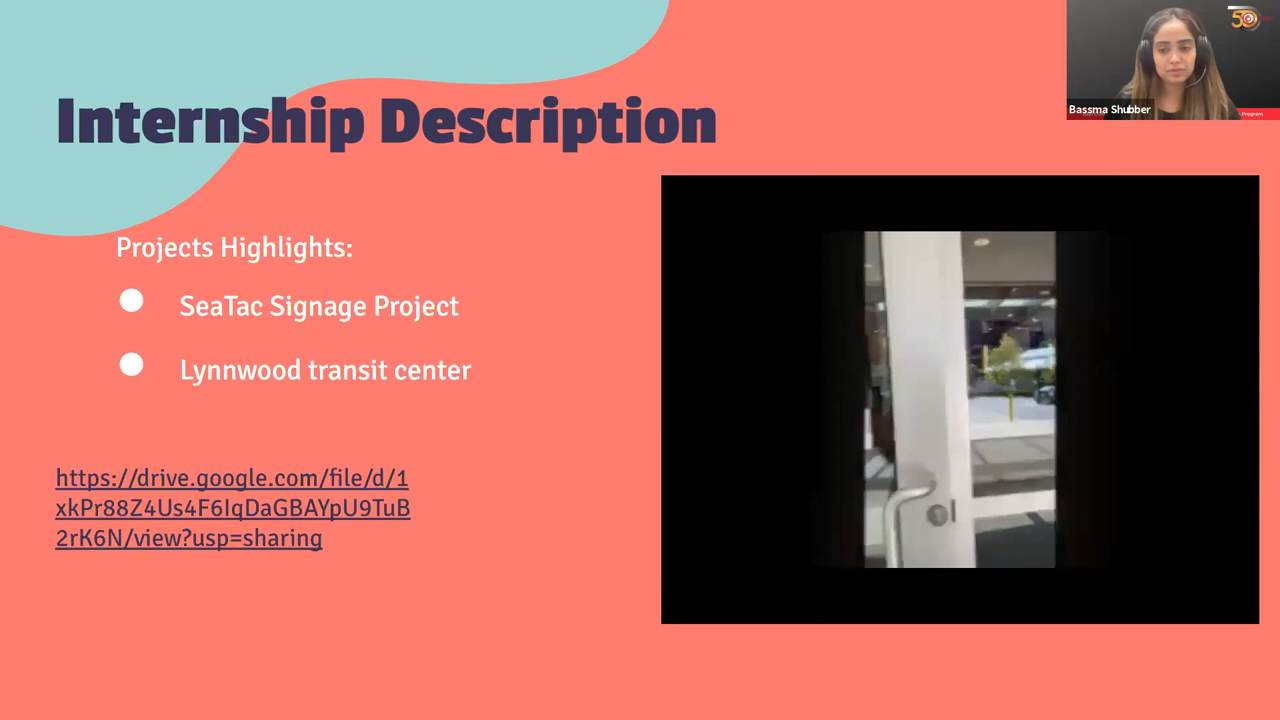 Internship Description
Bassma Shubber
Program
Projects Highlights:
● SeaTac Signage Project
● Lynnwood transit center
https://drive.google.com/file/d/1
xkPr88Z4Us4F6IqDaGBAYpU9TuB
2rK6N/view?usp=sharing